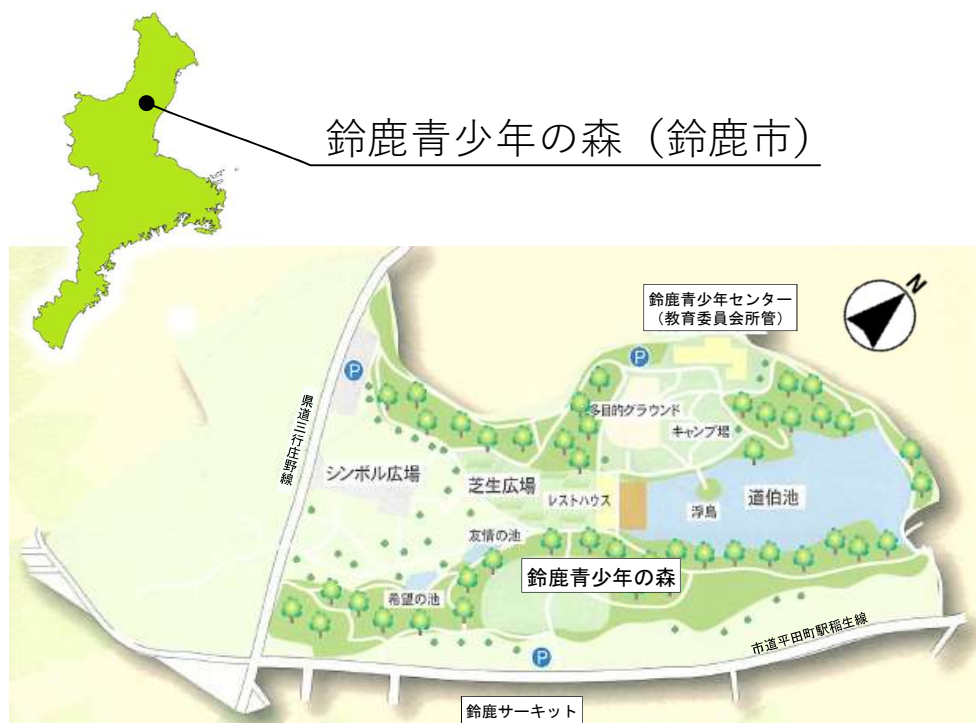 鈴鹿青少年の森（鈴鹿市）
N
鈴鹿青少年センター
（教育委員会所管）
P
P
多目的グラウンド
県道三行庄野線
キャンプ場
シンボル広場
芝生広場
レストハウス
浮島
道伯池
友情の池
鈴鹿青少年の森
希望の池
市道平田町駅稲生線
P
鈴鹿サーキット